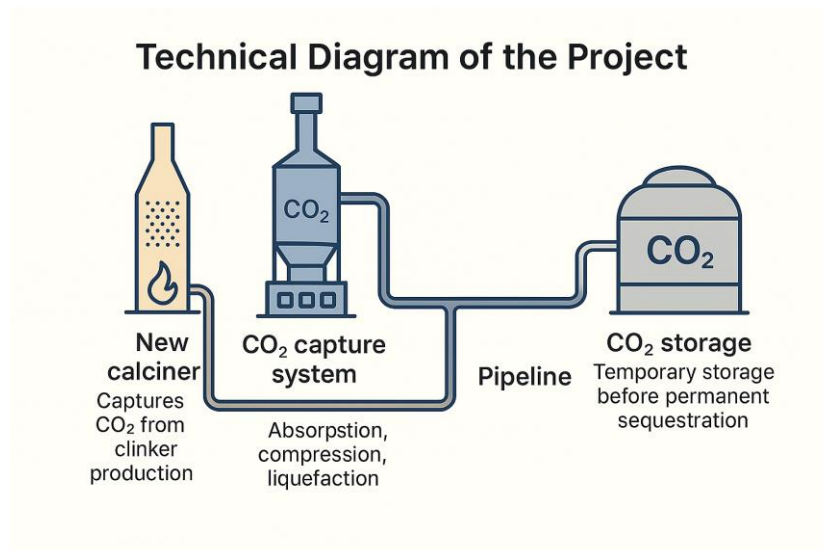 Technical Diagram of the Project
CO₂
CO₂
New
calciner
Captures
CO₂ from
clinker
production
CO₂ capture
system
Absorpstion,
compression,
liquefaction
Pipeline
CO₂ storage
Temporary storage
before permanent
sequestration